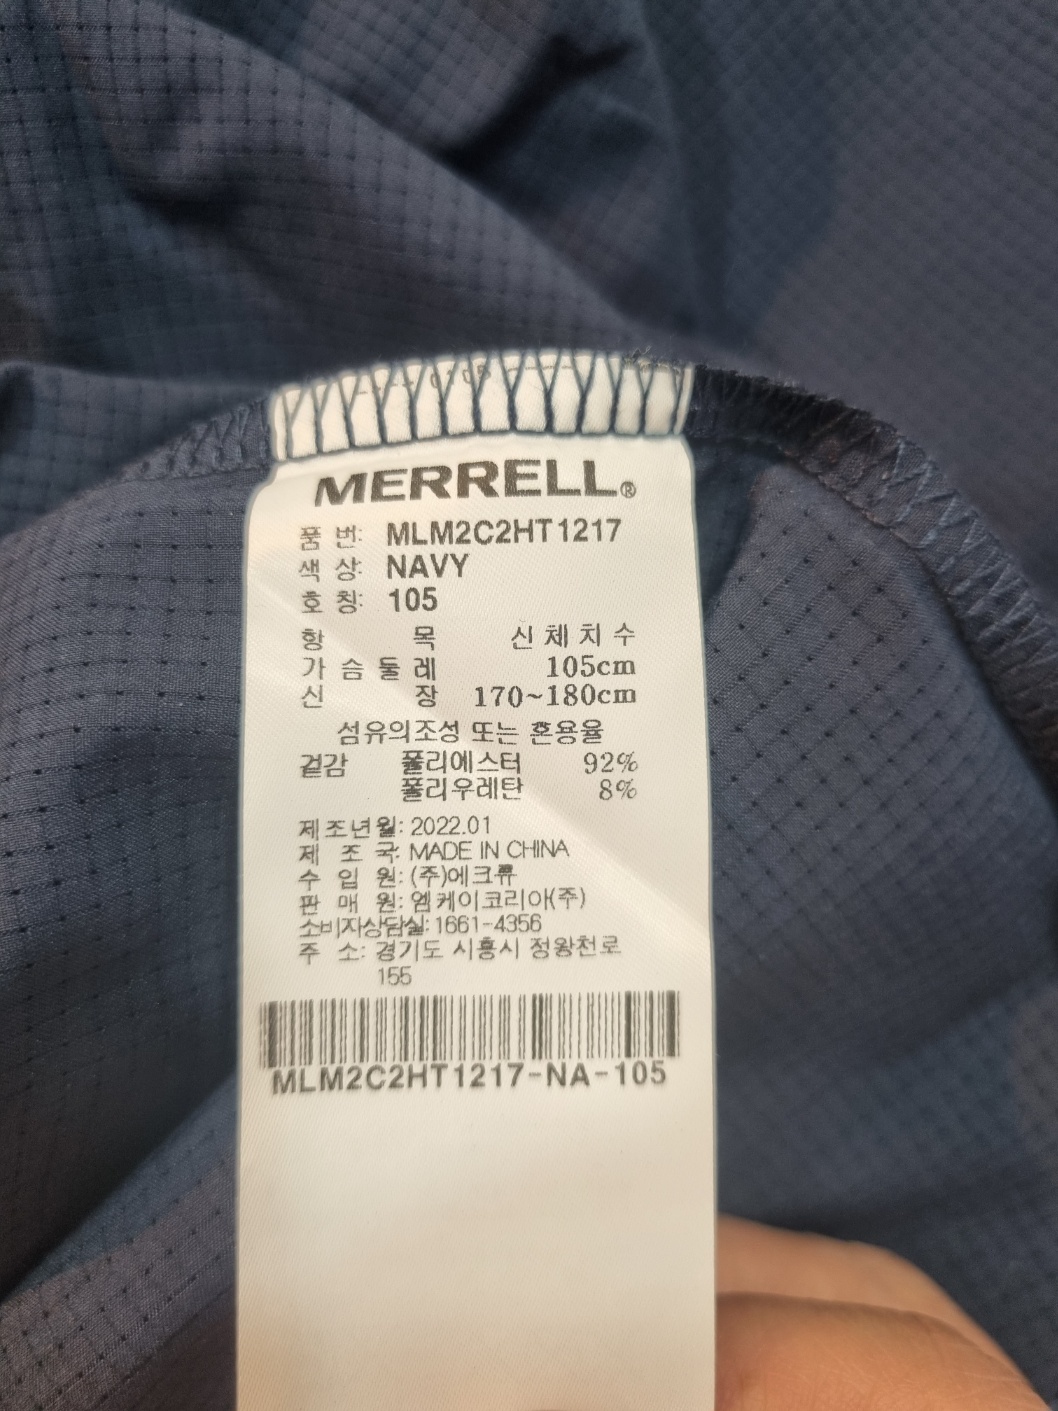 MERRELL®
품 번: MLM2C2HT1217
색 상: NAVY
호 칭: 105
항 목 신체치수
가슴둘레 105cm
신 장 170~180cm
섬유의조성 또는 혼용율
겉감 폴리에스터 92%
폴리우레탄 8%
제조년월: 2022.01
제 조 국: MADE IN CHINA
수 입 원: (주)에크류
판 매 원: 엠케이코리아(주)
소비자상담실: 1661-4356
주 소: 경기도 시흥시 정왕천로
155
MLM2C2HT1217-NA-105